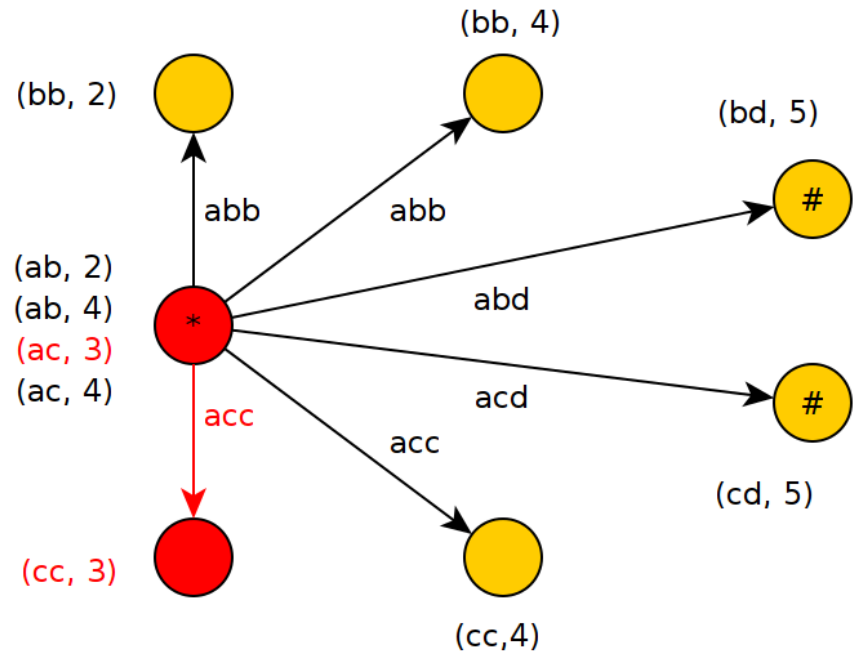 (bb, 4)
(bb, 2)
(bd, 5)
#
abb
abb
(ab, 2)
(ab, 4)
(ac, 3)
(ac, 4)
*
abd
acd
#
acc
acc
(cd, 5)
(cc, 3)
(cc,4)